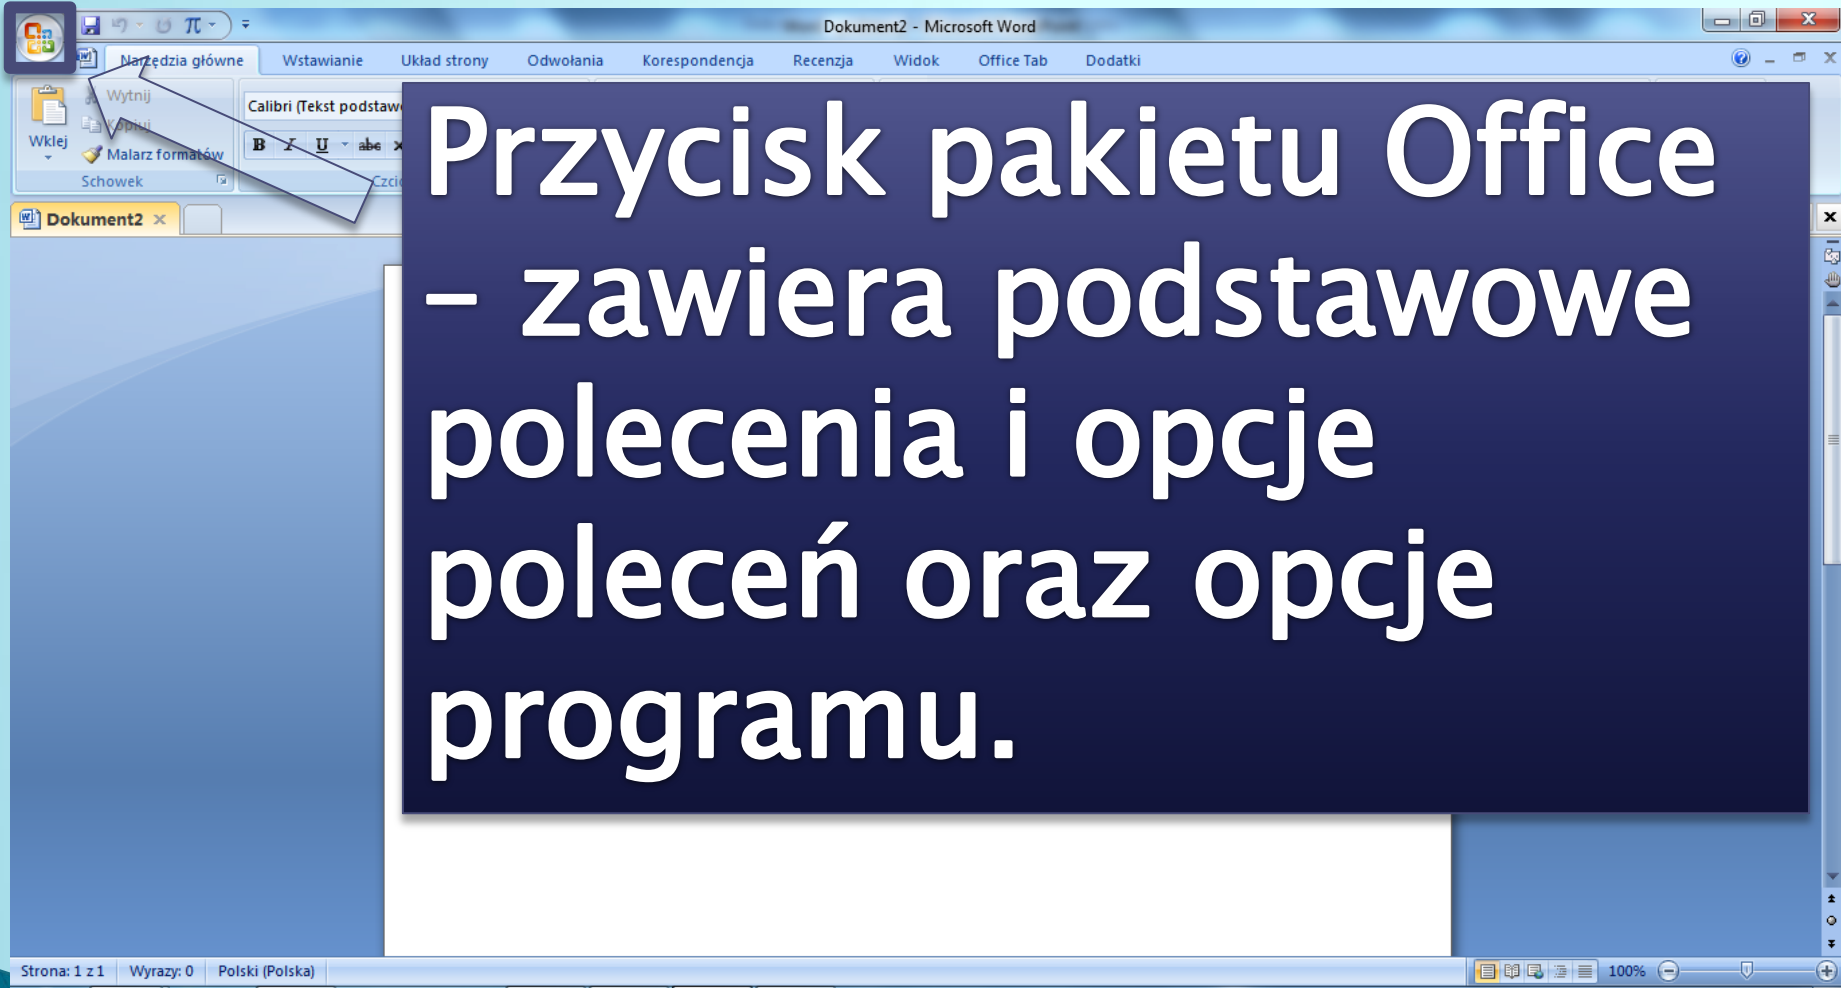 Dokument2 - Microsoft Word
Narzędzia główne Wstawianie Układ strony Odwołania Korespondencja Recenzja Widok Office Tab Dodatki
Wytnij
Kopiuj
Wklej
Malarz formatów
Schowek
Calibri (Tekst podstaw
B I U abc
Dokument2
Przycisk pakietu Office
– zawiera podstawowe
polecenia i opcje
poleceń oraz opcje
programu.
Strona: 1 z 1 Wyrazy: 0 Polski (Polska) 100%